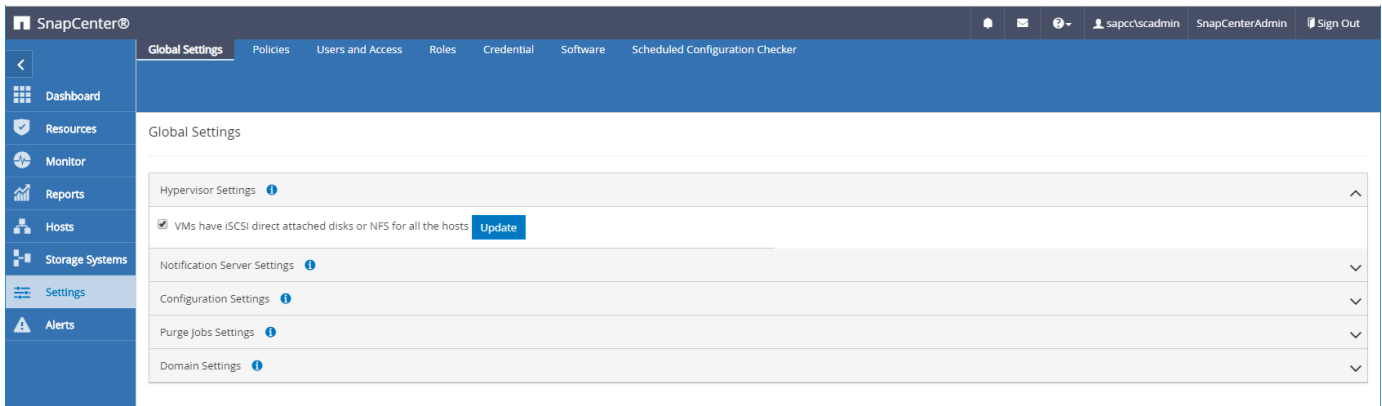 SnapCenter® sapcc\scadmin SnapCenterAdmin Sign Out
Global Settings Policies Users and Access Roles Credential Software Scheduled Configuration Checker
Dashboard
Resources
Monitor
Reports
Hosts
Storage Systems
Settings
Alerts
Global Settings
Hypervisor Settings
VMs have iSCSI direct attached disks or NFS for all the hosts Update
Notification Server Settings
Configuration Settings
Purge Jobs Settings
Domain Settings